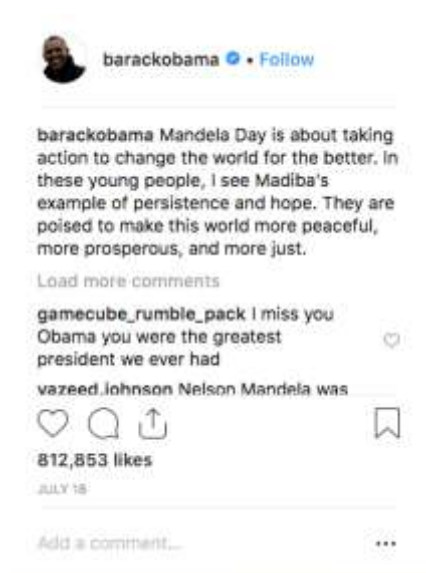 barackobama • Follow
barackobama Mandela Day is about taking
action to change the world for the better. In
these young people, I see Madiba's
example of persistence and hope. They are
poised to make this world more peaceful,
more prosperous, and more just.
Load more comments
gamecube_rumble_pack I miss you
Obama you were the greatest
president we ever had
vazeed.johnson Nelson Mandela was
812,853 likes
JULY 18
Add a comment...